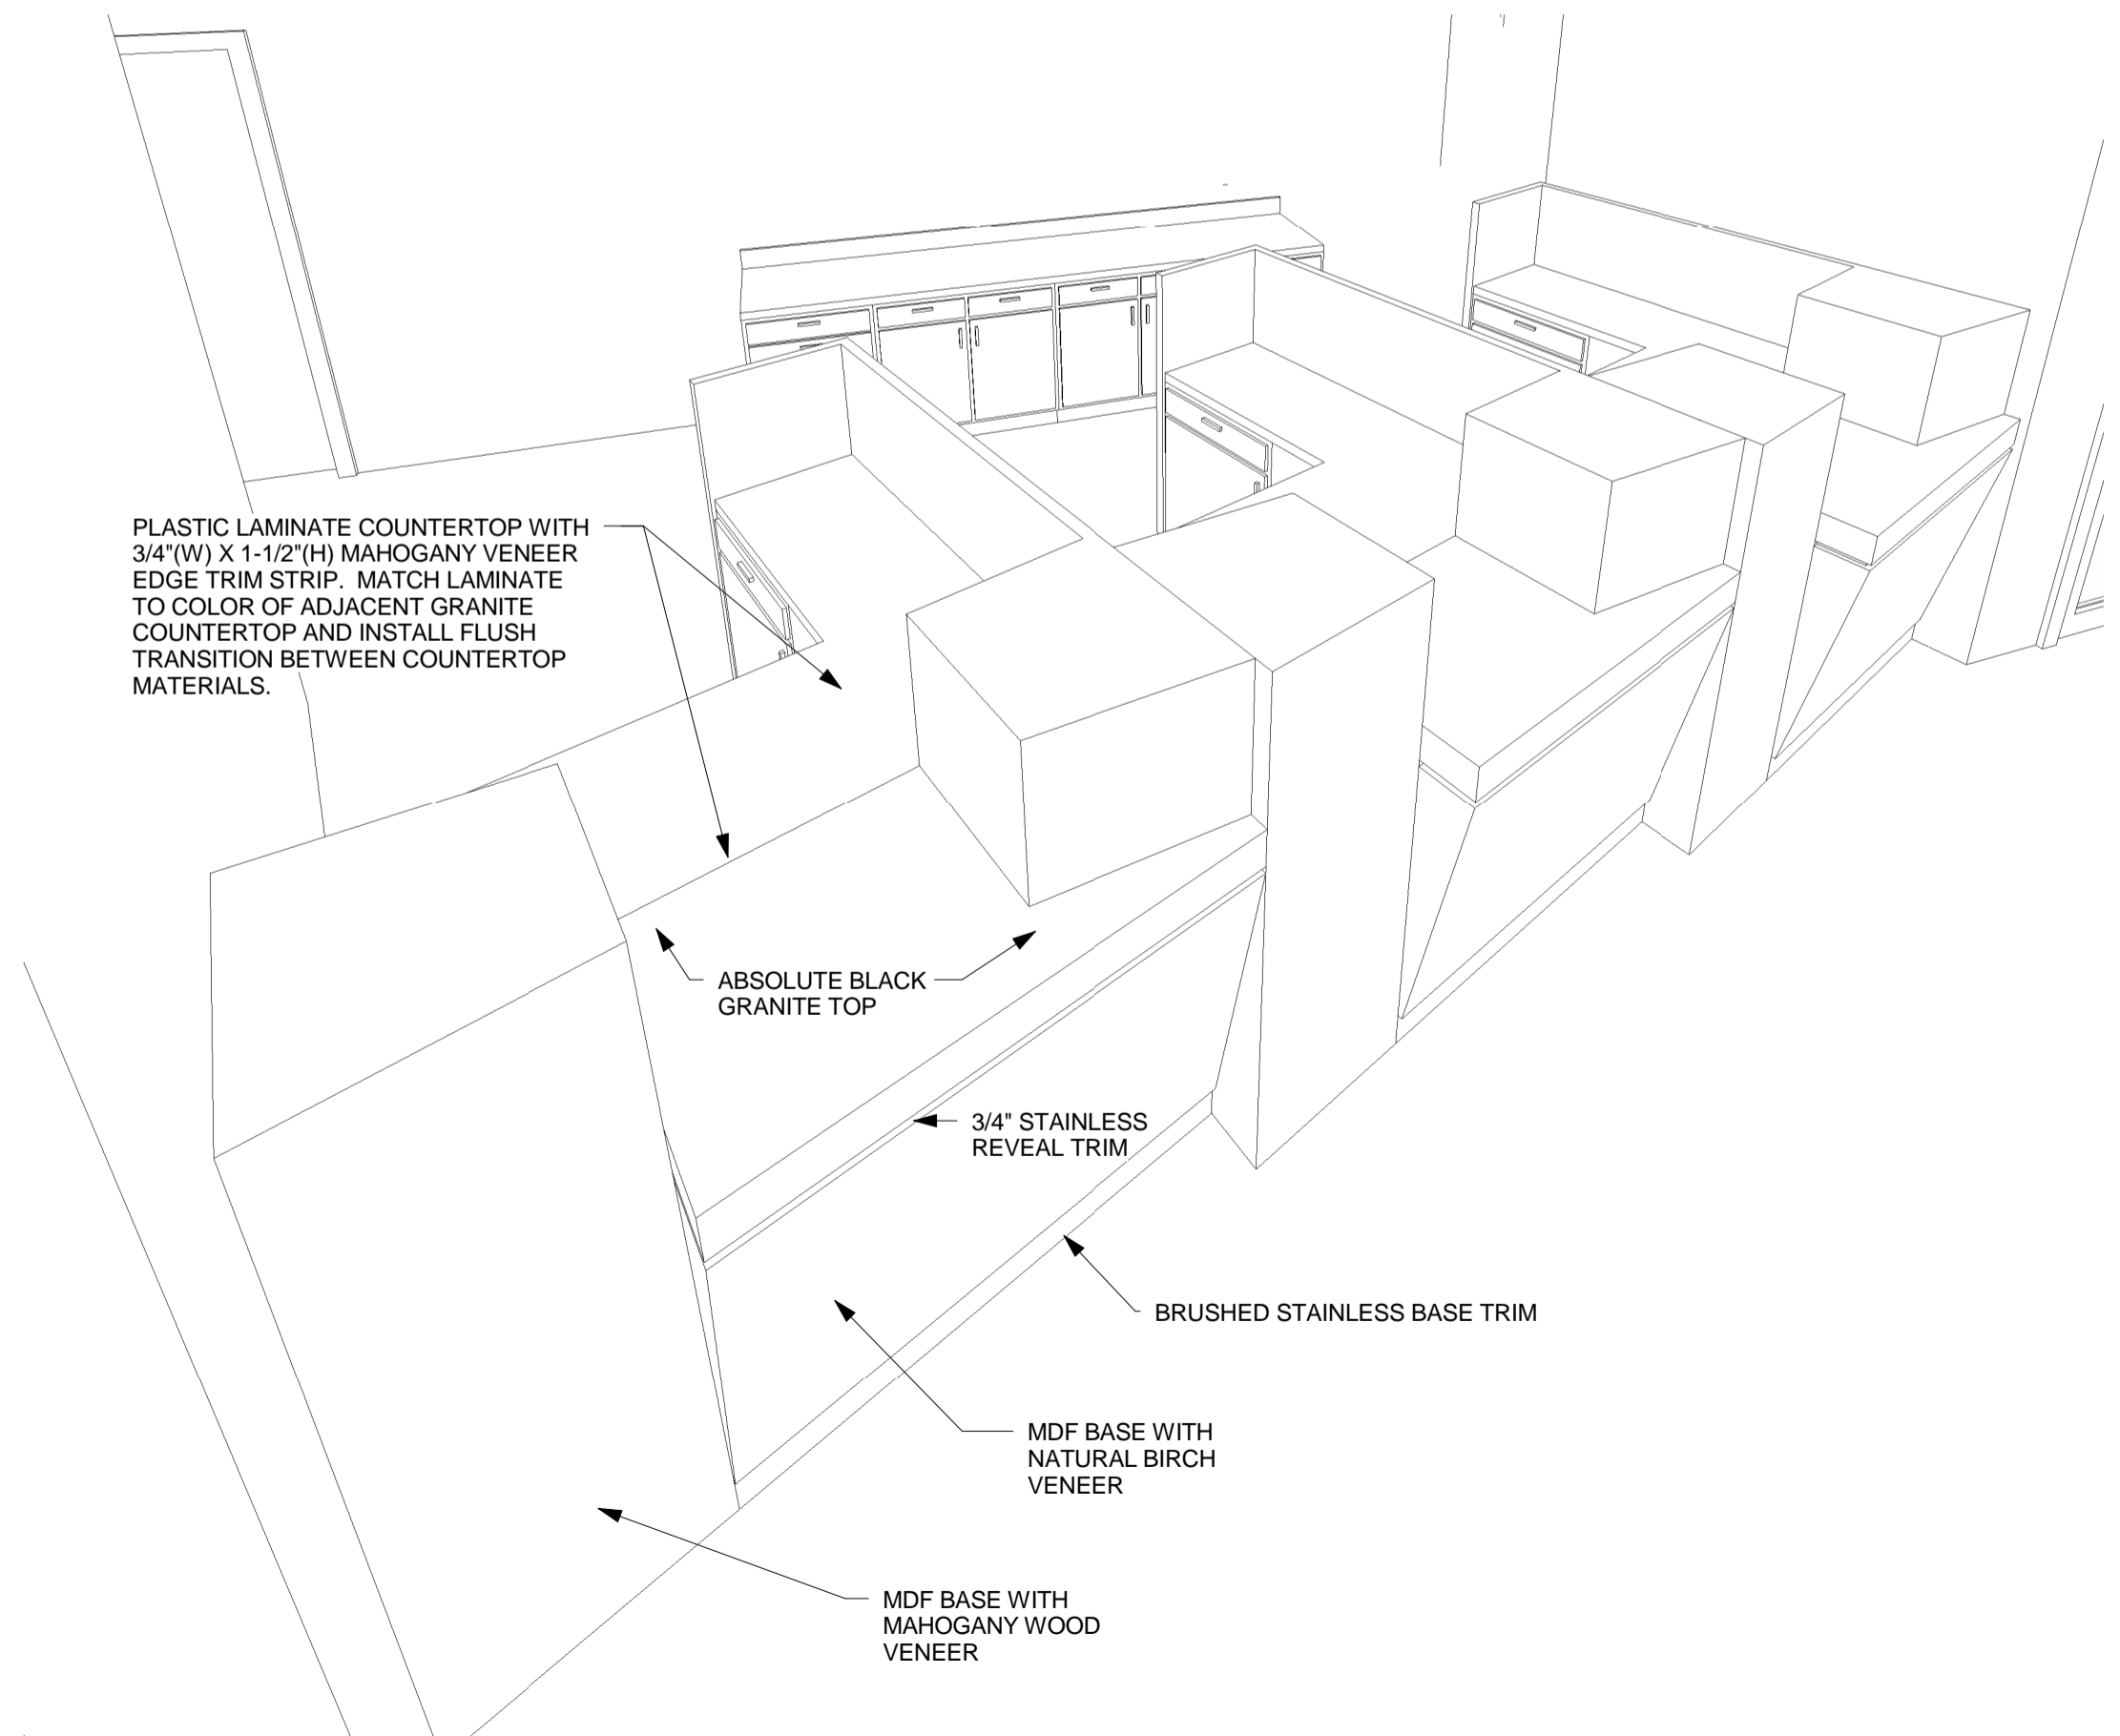 PLASTIC LAMINATE COUNTERTOP WITH
3/4"(W) X 1-1/2"(H) MAHOGANY VENEER
EDGE TRIM STRIP. MATCH LAMINATE
TO COLOR OF ADJACENT GRANITE
COUNTERTOP AND INSTALL FLUSH
TRANSITION BETWEEN COUNTERTOP
MATERIALS.
ABSOLUTE BLACK
GRANITE TOP
3/4" STAINLESS
REVEAL TRIM
BRUSHED STAINLESS BASE TRIM
MDF BASE WITH
NATURAL BIRCH
VENEER
MDF BASE WITH
MAHOGANY WOOD
VENEER